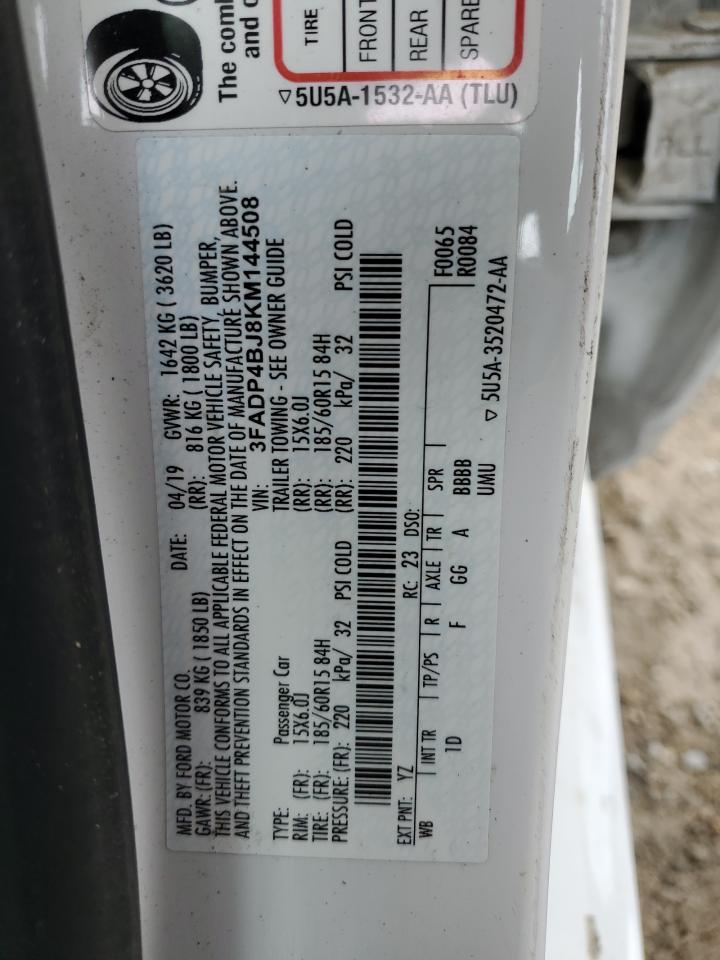 The comb
and o
TIRE
FRONT
REAR
SPARE
▽5U5A-1532-AA (TLU)
MFD. BY FORD MOTOR CO.
DATE: 04/19 GVWR: 1642 KG ( 3620 LB)
GAWR: (FR): 839 KG ( 1850 LB) (RR): 816 KG ( 1800 LB)
THIS VEHICLE CONFORMS TO ALL APPLICABLE FEDERAL MOTOR VEHICLE SAFETY, BUMPER,
AND THEFT PREVENTION STANDARDS IN EFFECT ON THE DATE OF MANUFACTURE SHOWN ABOVE.
VIN: 3FADP4BJ8KM144508
TYPE: Passenger Car TRAILER TOWING - SEE OWNER GUIDE
RIM: (FR): 15X6.0J (RR): 15X6.0J
TIRE: (FR): 185/60R15 84H (RR): 185/60R15 84H
PRESSURE: (FR): 220 kPa/ 32 PSI COLD (RR): 220 kPa/ 32 PSI COLD
EXT PNT: YZ RC: 23 DSO: F0065
WB INT TR TP/PS R AXLE TR SPR R0084
1D F GG A BBBB
UMU
▽ 5U5A-3520472-AA